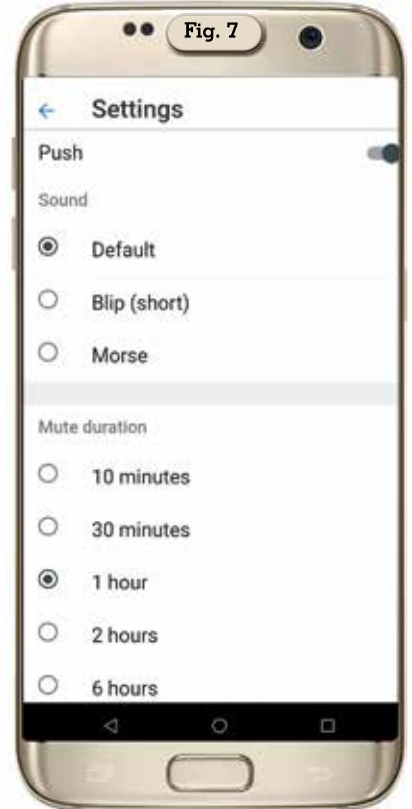 Fig. 7
Settings
Push
Sound
Default
Blip (short)
Morse
Mute duration
10 minutes
30 minutes
1 hour
2 hours
6 hours